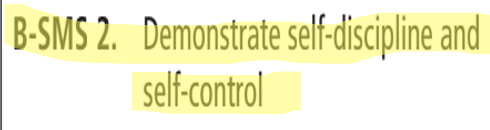 B-SMS 2. Demonstrate self-discipline and
self-control